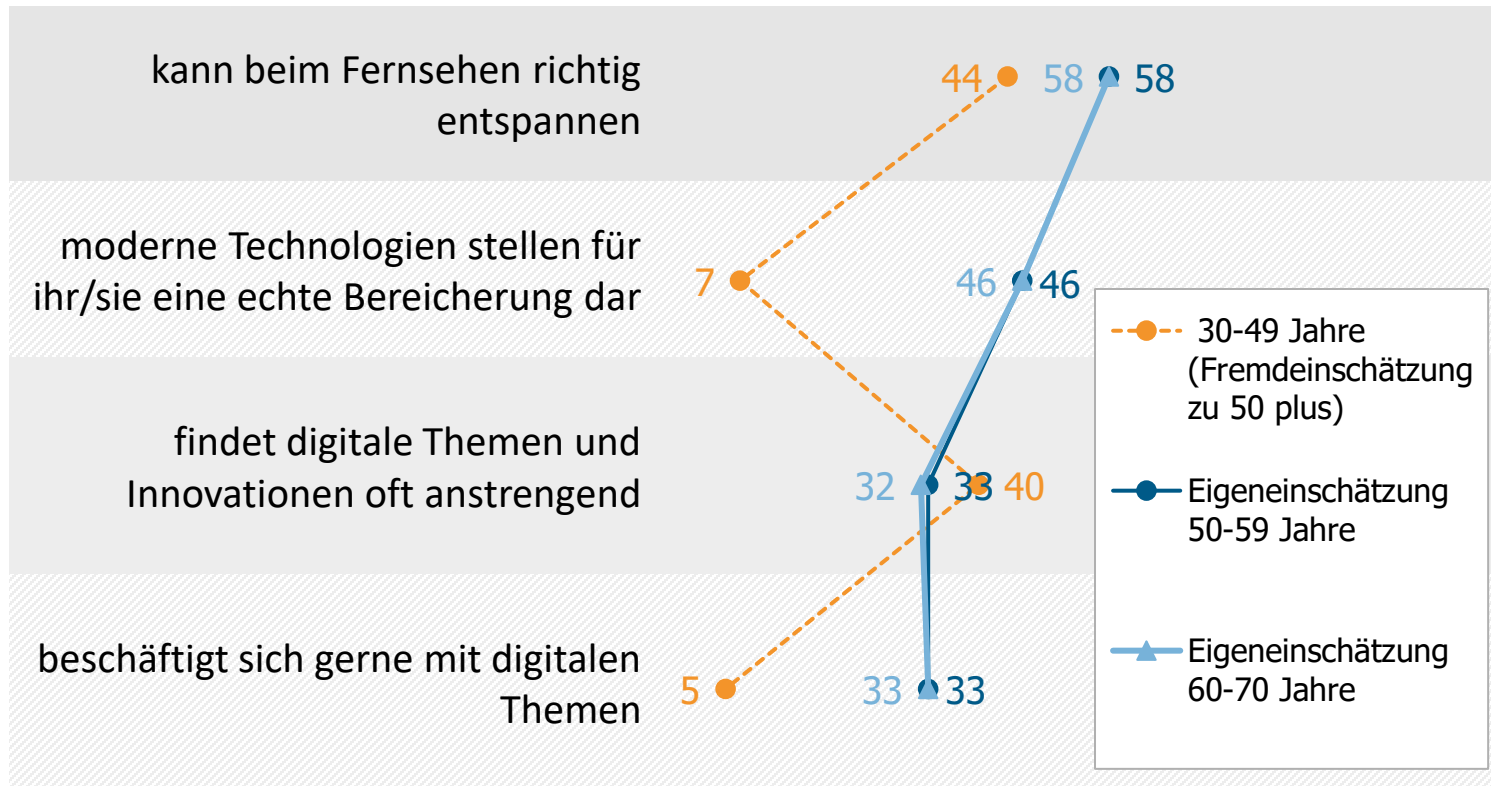 kann beim Fernsehen richtig
entspannen
44 58 58
moderne Technologien stellen für
ihr/sie eine echte Bereicherung dar
7 46 46
findet digitale Themen und
Innovationen oft anstrengend
32 33 40
beschäftigt sich gerne mit digitalen
Themen
5 33 33
30-49 Jahre
(Fremdeinschätzung
zu 50 plus)
Eigeneinschätzung
50-59 Jahre
Eigeneinschätzung
60-70 Jahre